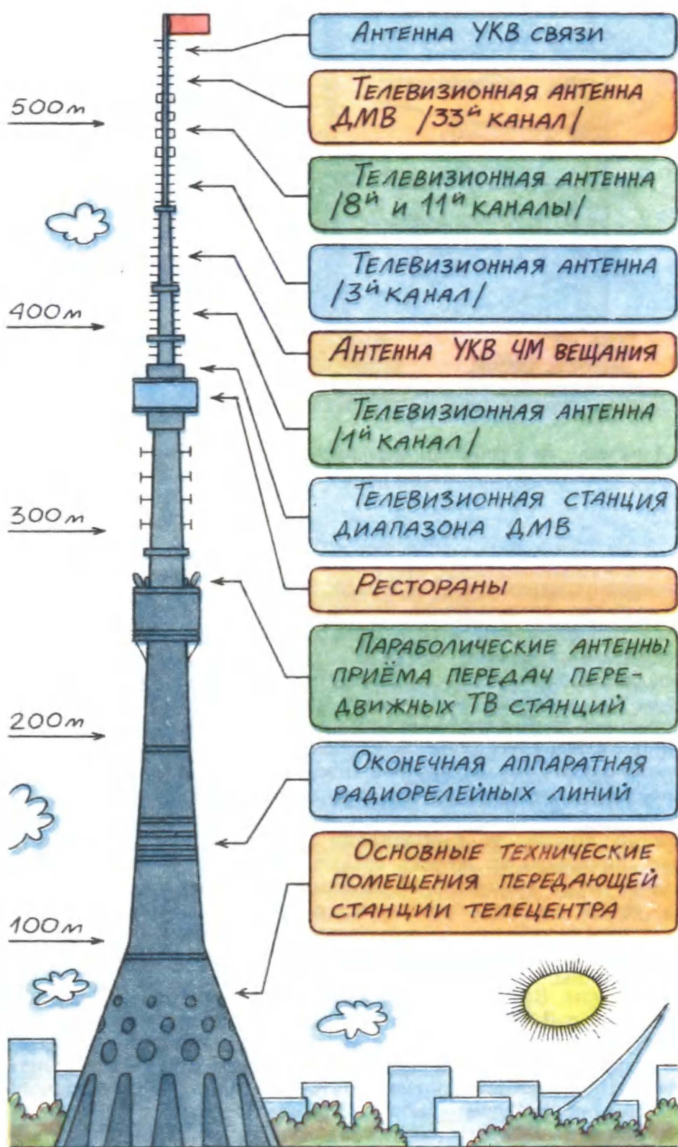 Антенна УКВ связи
Телевизионная антенна
ДМВ /33й канал/
500м
Телевизионная антенна
/8й и 11й каналы/
Телевизионная антенна
/3й канал/
400м
Антенна УКВ ЧМ вещания
Телевизионная антенна
/1й канал/
Телевизионная станция
диапазона ДМВ
300м
Рестораны
Параболические антенны
приёма передач пере-
движных ТВ станций
200м
Оконечная аппаратная
радиорелейных линий
Основные технические
помещения передающей
станции телецентра
100м